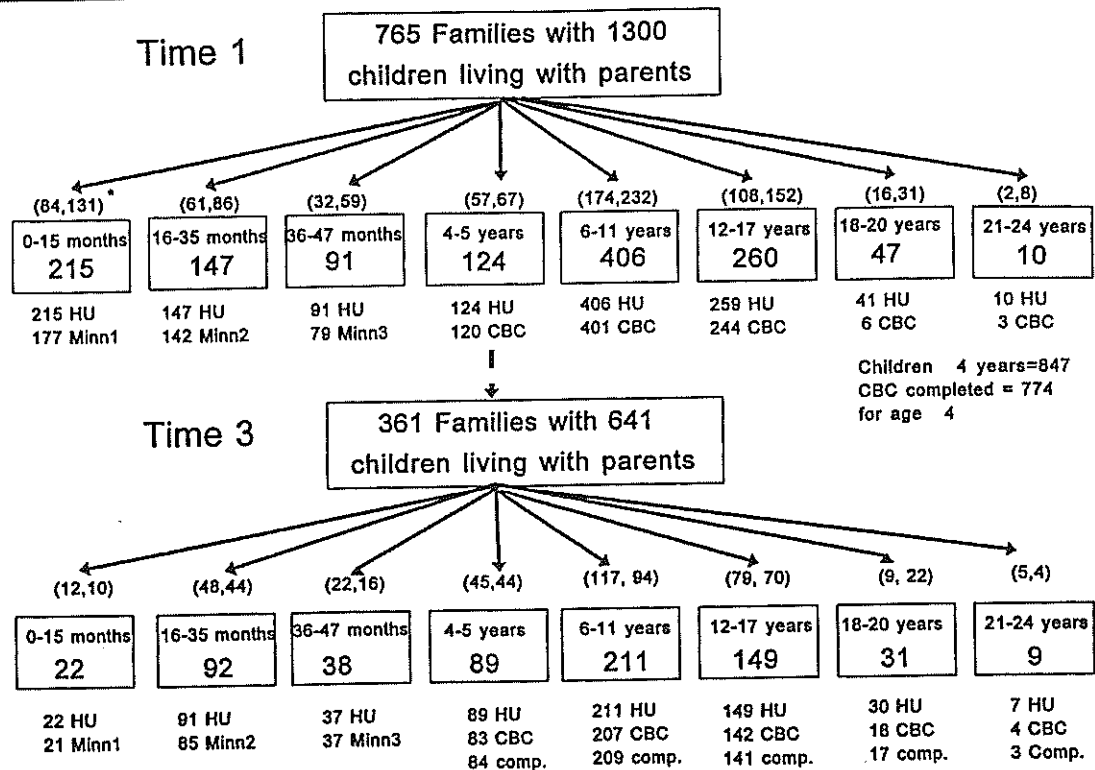 Time 1
765 Families with 1300
children living with parents
(84,131) * (61,86) (32,59) (57,67) (174,232) (108,152) (16,31) (2,8)
0-15 months 16-35 months 36-47 months 4-5 years 6-11 years 12-17 years 18-20 years 21-24 years
215 147 91 124 406 260 47 10
215 HU 147 HU 91 HU 124 HU 406 HU 259 HU 41 HU 10 HU
177 Minn1 142 Minn2 79 Minn3 120 CBC 401 CBC 244 CBC 6 CBC 3 CBC
Children 4 years=847
CBC completed = 774
for age 4
Time 3
361 Families with 641
children living with parents
(12,10) (48,44) (22,16) (45,44) (117, 94) (79, 70) (9, 22) (5,4)
0-15 months 16-35 months 36-47 months 4-5 years 6-11 years 12-17 years 18-20 years 21-24 years
22 92 38 89 211 149 31 9
22 HU 91 HU 37 HU 89 HU 211 HU 149 HU 30 HU 7 HU
21 Minn1 85 Minn2 37 Minn3 83 CBC 207 CBC 142 CBC 18 CBC 4 CBC
84 comp. 209 comp. 141 comp. 17 comp. 3 Comp.